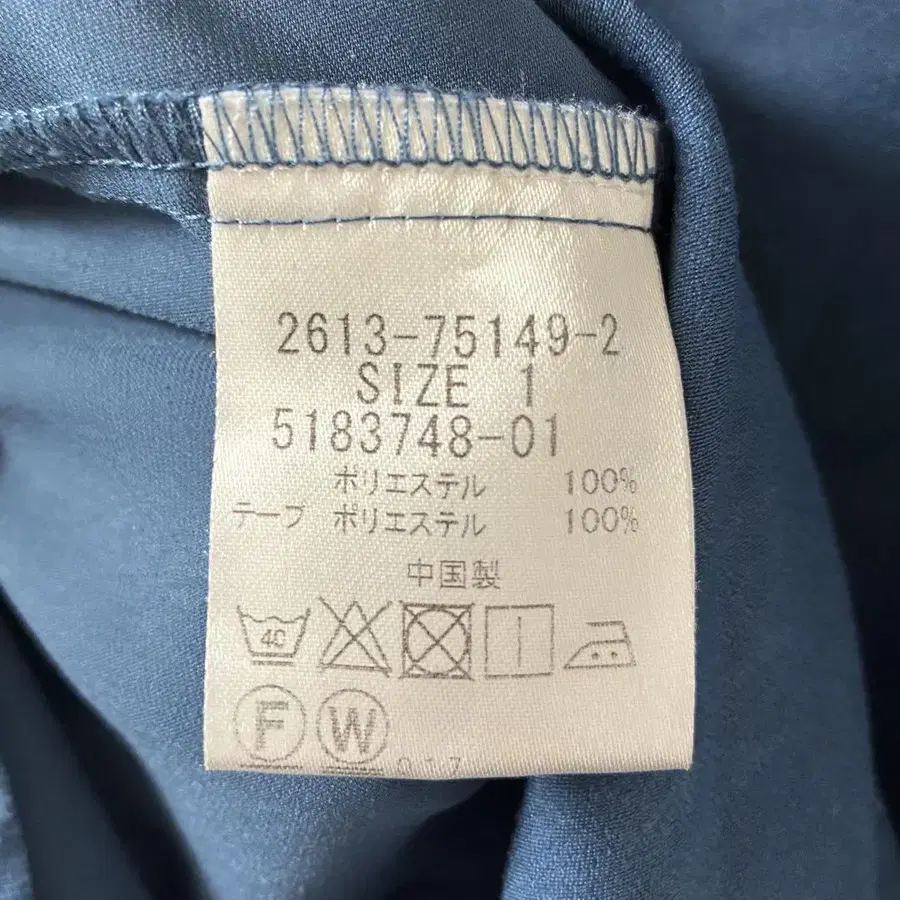 2613-75149-2
SIZE 1
5183748-01
ポリエステル 100%
テープ ポリエステル 100%
中国製
40
F W